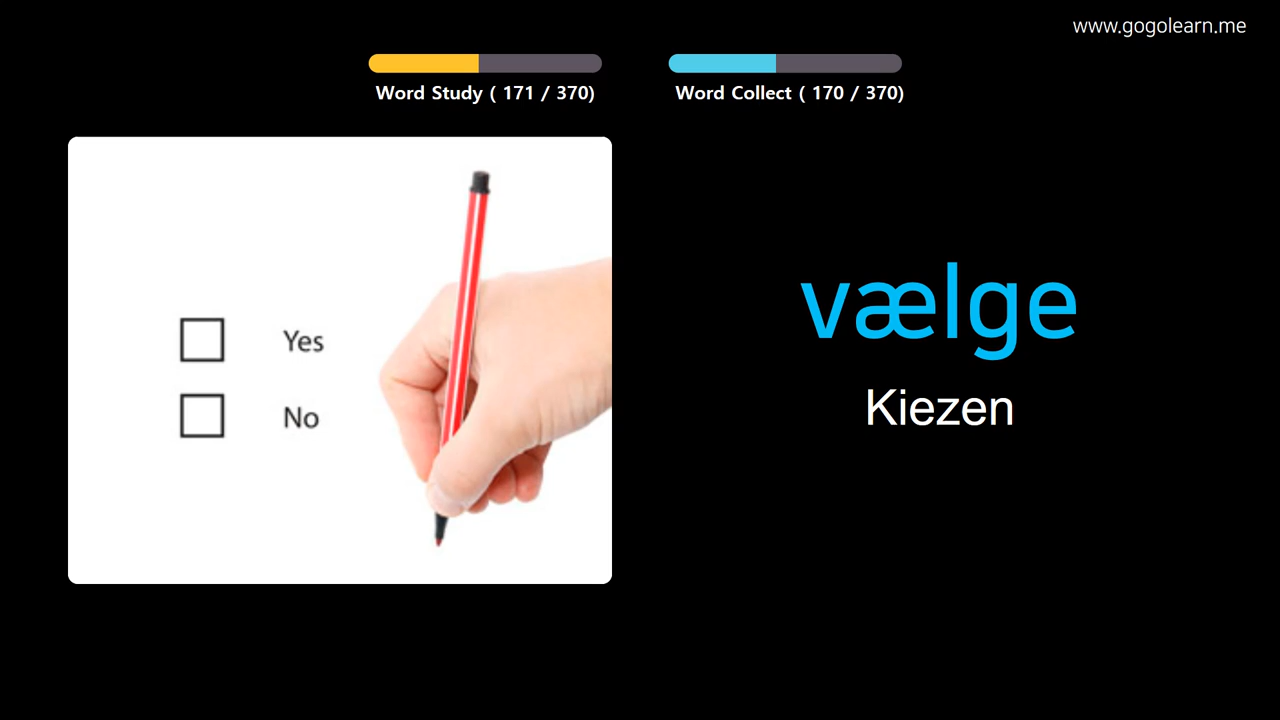 www.gogolearn.me
Word Study ( 171 / 370)
Word Collect ( 170 / 370)
Yes
No
vælge
Kiezen